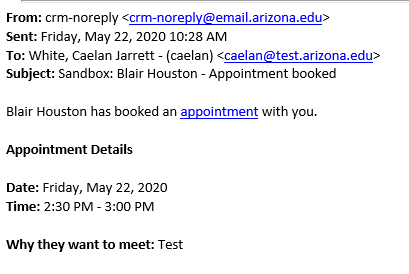 From: crm-noreply <crm-noreply@email.arizona.edu>
Sent: Friday, May 22, 2020 10:28 AM
To: White, Caelan Jarrett - (caelan) <caelan@test.arizona.edu>
Subject: Sandbox: Blair Houston - Appointment booked
Blair Houston has booked an appointment with you.
Appointment Details
Date: Friday, May 22, 2020
Time: 2:30 PM - 3:00 PM
Why they want to meet: Test